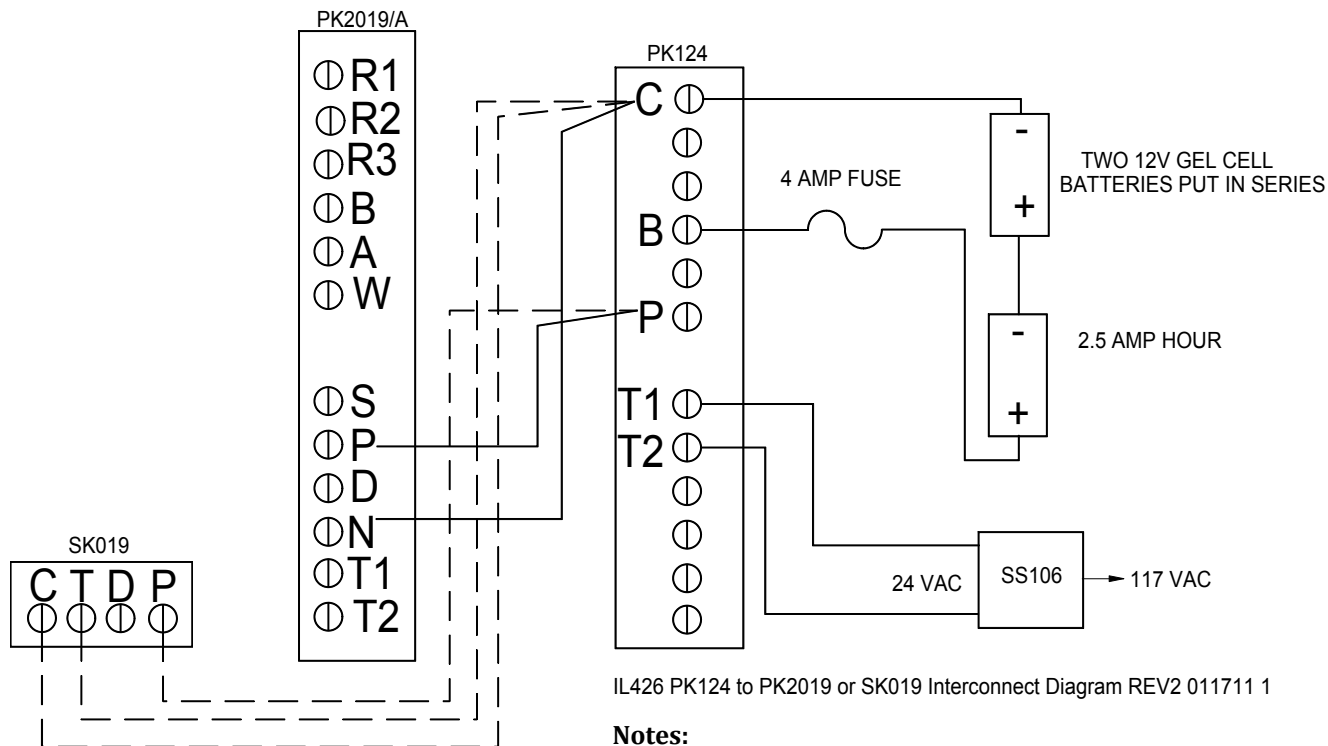 PK2019/A
R1
R2
R3
B
A
W
S
P
D
N
T1
T2
PK124
C
B
P
T1
T2
4 AMP FUSE
-
+
TWO 12V GEL CELL
BATTERIES PUT IN SERIES
-
+
2.5 AMP HOUR
24 VAC
SS106
117 VAC
SK019
C T D P
IL426 PK124 to PK2019 or SK019 Interconnect Diagram REV2 011711 1
Notes: